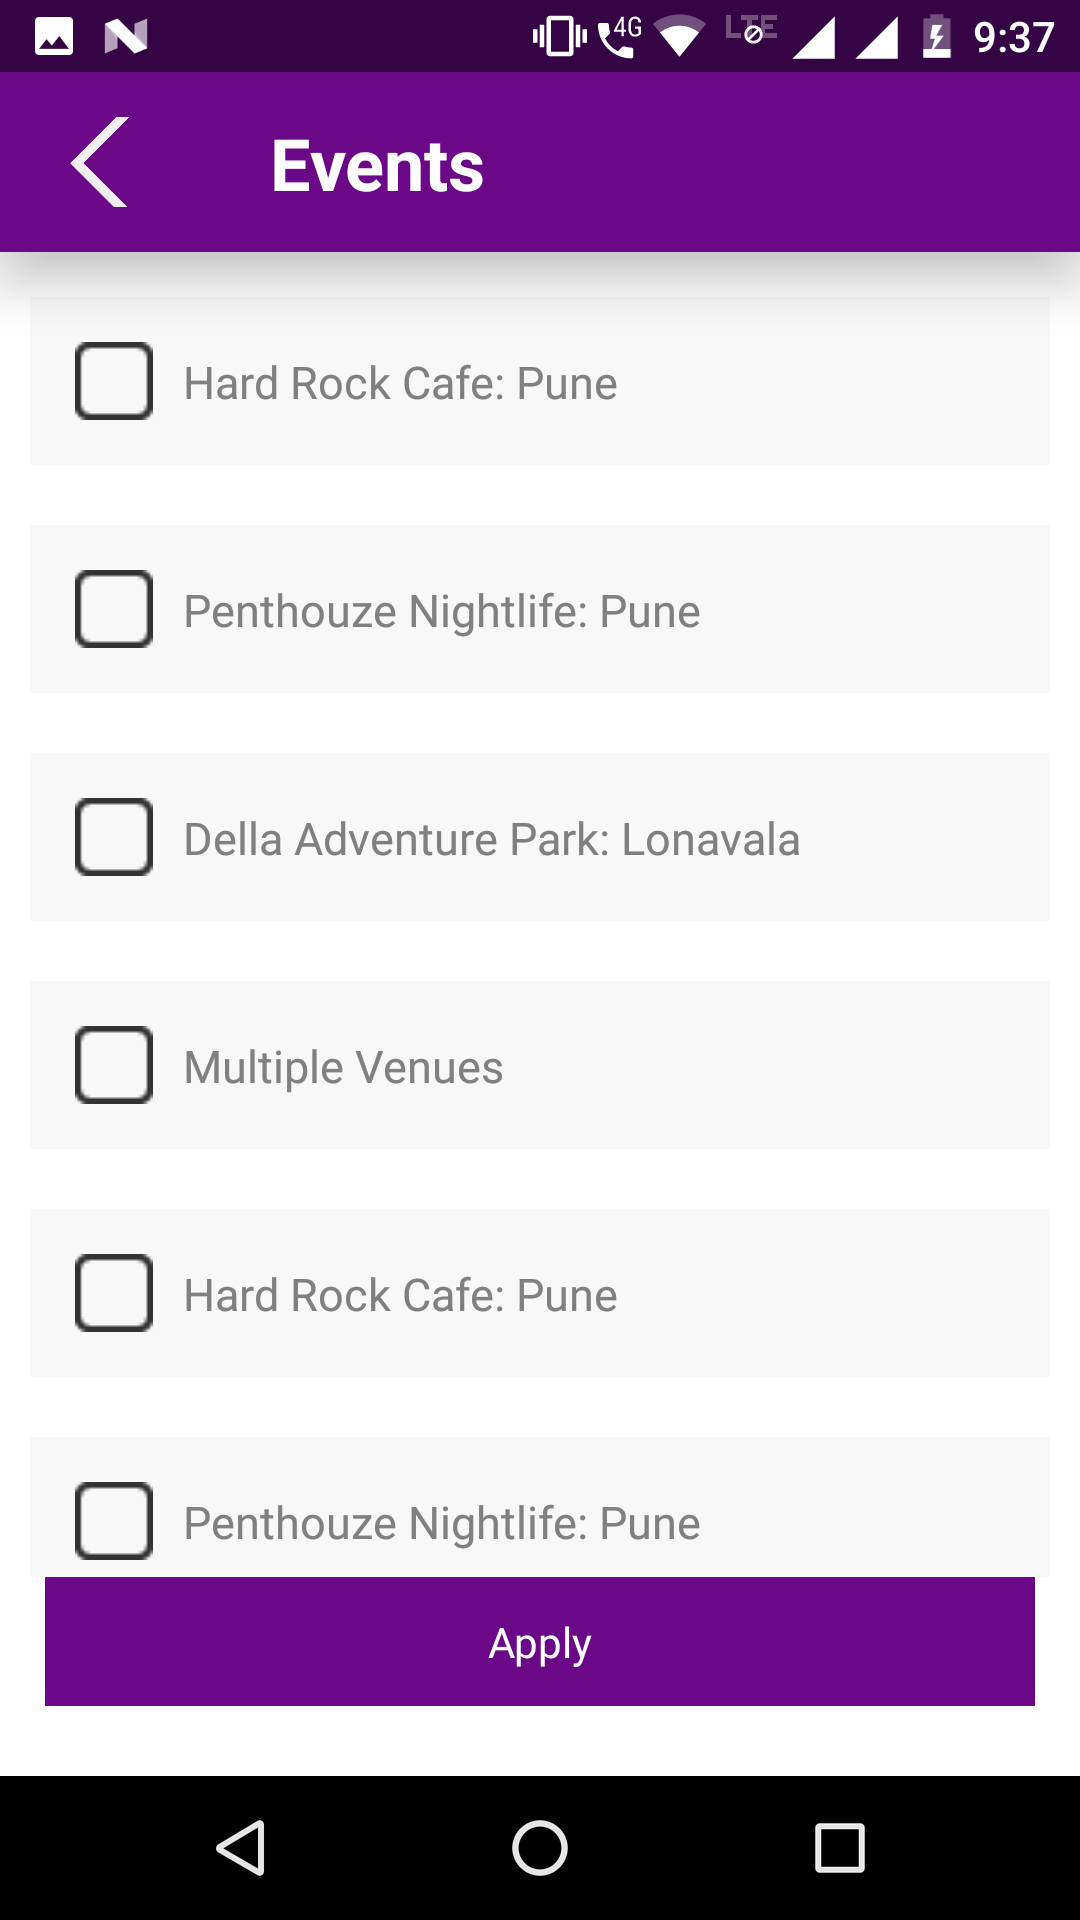 4G LTE 9:37
Events
Hard Rock Cafe: Pune
Penthouze Nightlife: Pune
Della Adventure Park: Lonavala
Multiple Venues
Hard Rock Cafe: Pune
Penthouze Nightlife: Pune
Apply